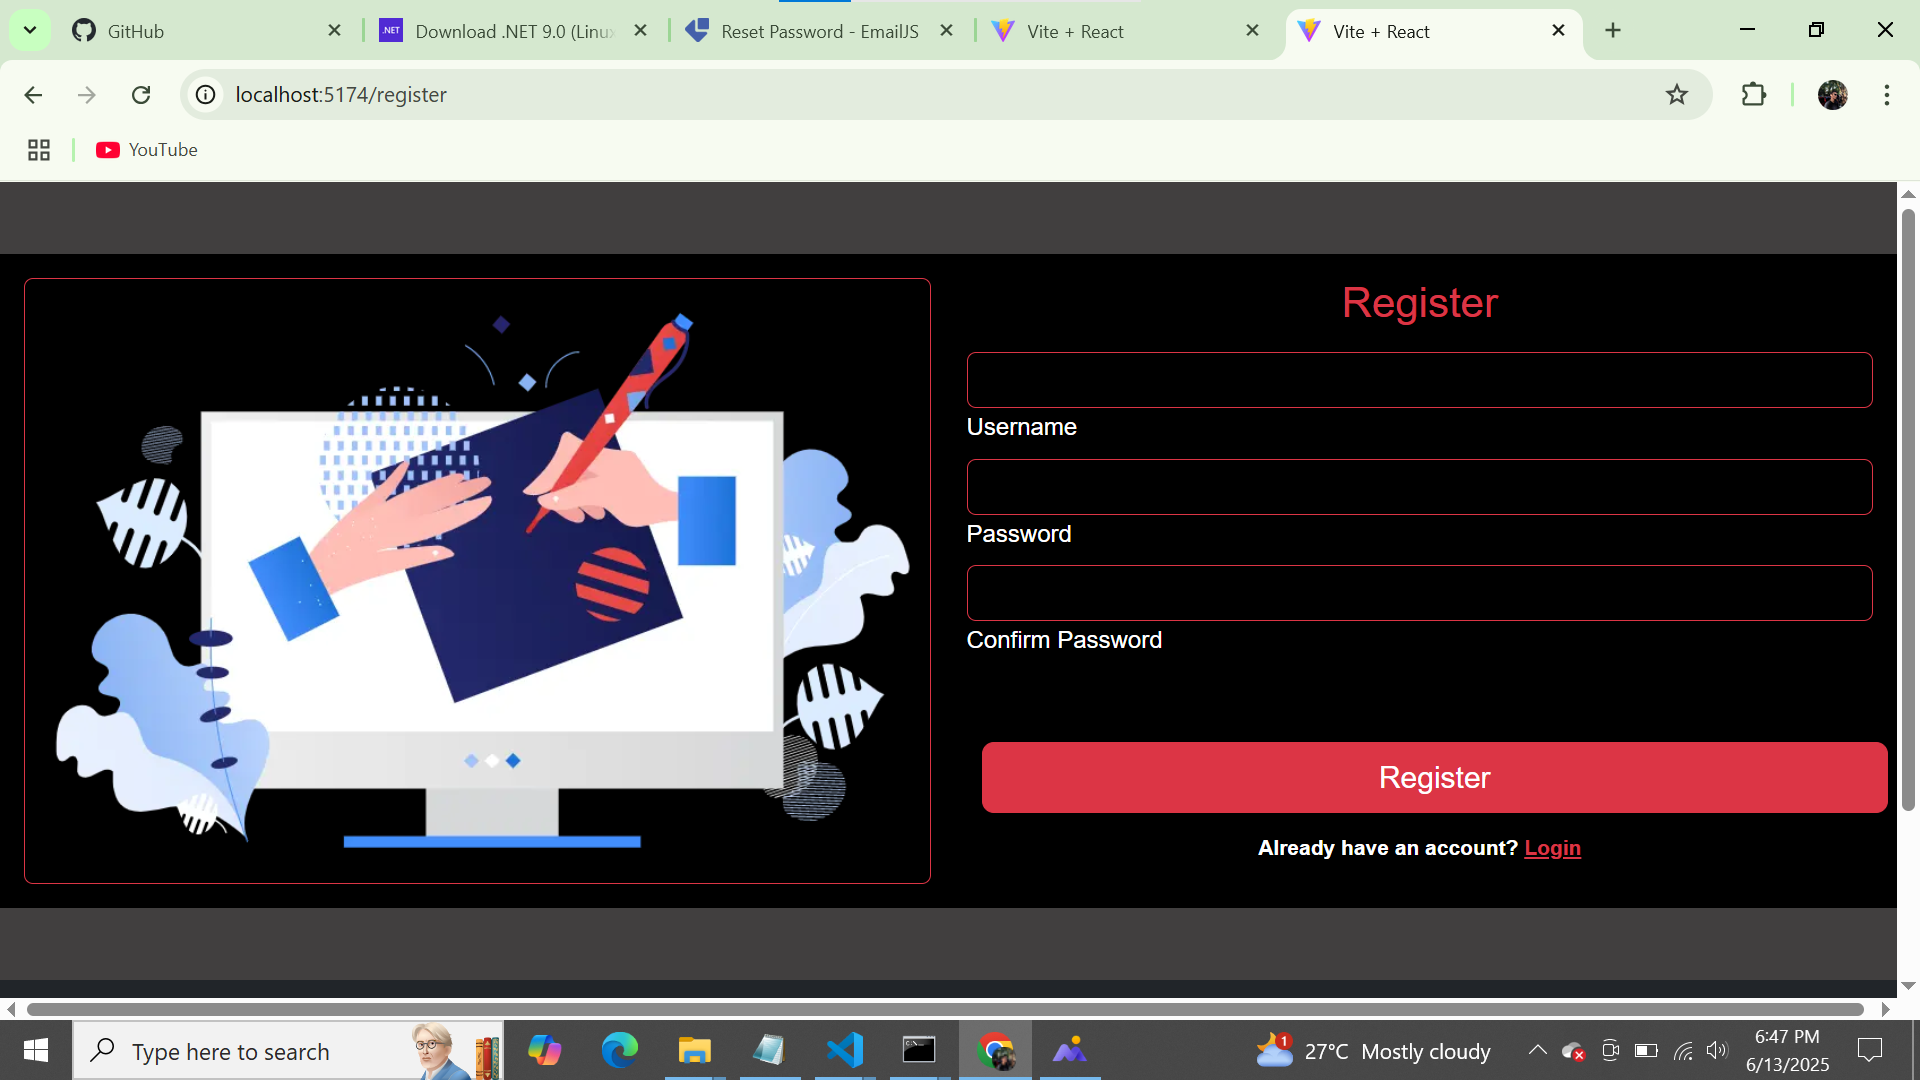 GitHub
.NET
Download .NET 9.0 (Linu
Reset Password - EmailJS
Vite + React
Vite + React
localhost:5174/register
YouTube
Register
Username
Password
Confirm Password
Register
Already have an account? Login
Type here to search
1
27°C Mostly cloudy
6:47 PM
6/13/2025